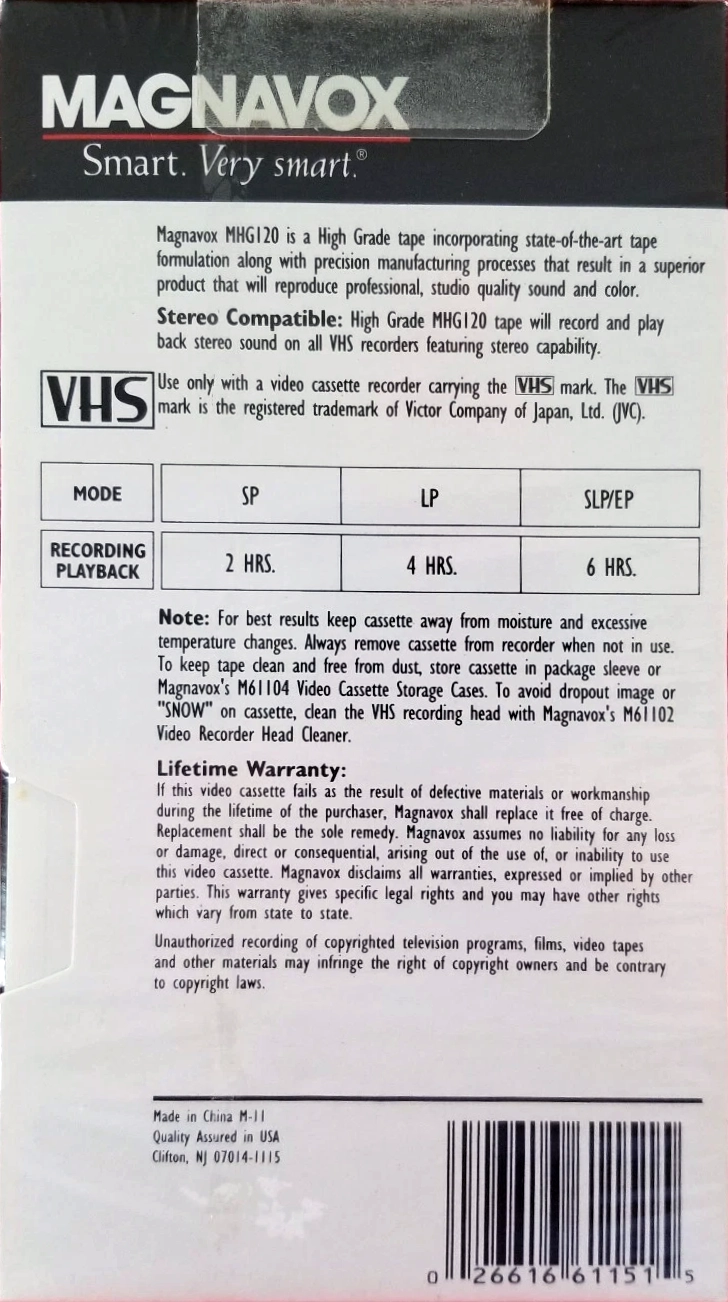 MAGNAVOX
Smart. Very smart.®
Magnavox MHG120 is a High Grade tape incorporating state-of-the-art tape
formulation along with precision manufacturing processes that result in a superior
product that will reproduce professional, studio quality sound and color.
Stereo Compatible: High Grade MHG120 tape will record and play
back stereo sound on all VHS recorders featuring stereo capability.
VHS
Use only with a video cassette recorder carrying the VHS mark. The VHS
mark is the registered trademark of Victor Company of Japan, Ltd. (JVC).
MODE SP LP SLP/EP
RECORDING
PLAYBACK 2 HRS. 4 HRS. 6 HRS.
Note: For best results keep cassette away from moisture and excessive
temperature changes. Always remove cassette from recorder when not in use.
To keep tape clean and free from dust, store cassette in package sleeve or
Magnavox's M61104 Video Cassette Storage Cases. To avoid dropout image or
"SNOW" on cassette, clean the VHS recording head with Magnavox's M61102
Video Recorder Head Cleaner.
Lifetime Warranty:
If this video cassette fails as the result of defective materials or workmanship
during the lifetime of the purchaser, Magnavox shall replace it free of charge.
Replacement shall be the sole remedy. Magnavox assumes no liability for any loss
or damage, direct or consequential, arising out of the use of, or inability to use
this video cassette. Magnavox disclaims all warranties, expressed or implied by other
parties. This warranty gives specific legal rights and you may have other rights
which vary from state to state.
Unauthorized recording of copyrighted television programs, films, video tapes
and other materials may infringe the right of copyright owners and be contrary
to copyright laws.
Made in China M-11
Quality Assured in USA
Clifton, NJ 07014-1115
0 26616 61151 5